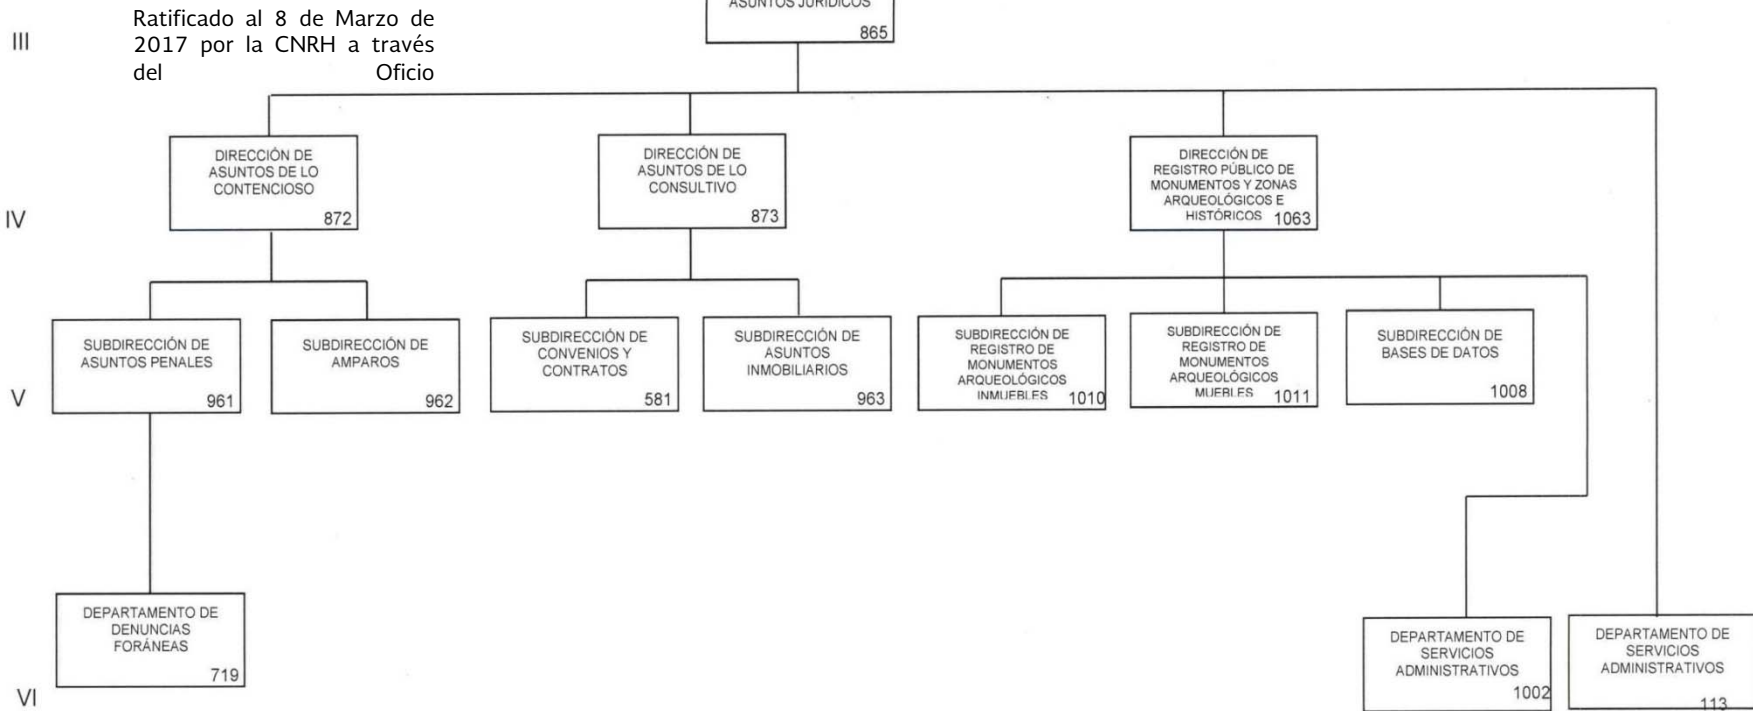 ASUNTOS JURÍDICOS
865
Ratificado al 8 de Marzo de
2017 por la CNRH a través
del Oficio
III
DIRECCIÓN DE
ASUNTOS DE LO
CONTENCIOSO
872
DIRECCIÓN DE
ASUNTOS DE LO
CONSULTIVO
873
DIRECCIÓN DE
REGISTRO PÚBLICO DE
MONUMENTOS Y ZONAS
ARQUEOLÓGICOS E
HISTÓRICOS 1063
IV
SUBDIRECCIÓN DE
ASUNTOS PENALES
961
SUBDIRECCIÓN DE
AMPAROS
962
SUBDIRECCIÓN DE
CONVENIOS Y
CONTRATOS
581
SUBDIRECCIÓN DE
ASUNTOS
INMOBILIARIOS
963
SUBDIRECCIÓN DE
REGISTRO DE
MONUMENTOS
ARQUEOLÓGICOS
INMUEBLES 1010
SUBDIRECCIÓN DE
REGISTRO DE
MONUMENTOS
ARQUEOLÓGICOS
MUEBLES 1011
SUBDIRECCIÓN DE
BASES DE DATOS
1008
V
DEPARTAMENTO DE
DENUNCIAS
FORÁNEAS
719
DEPARTAMENTO DE
SERVICIOS
ADMINISTRATIVOS
1002
DEPARTAMENTO DE
SERVICIOS
ADMINISTRATIVOS
113
VI